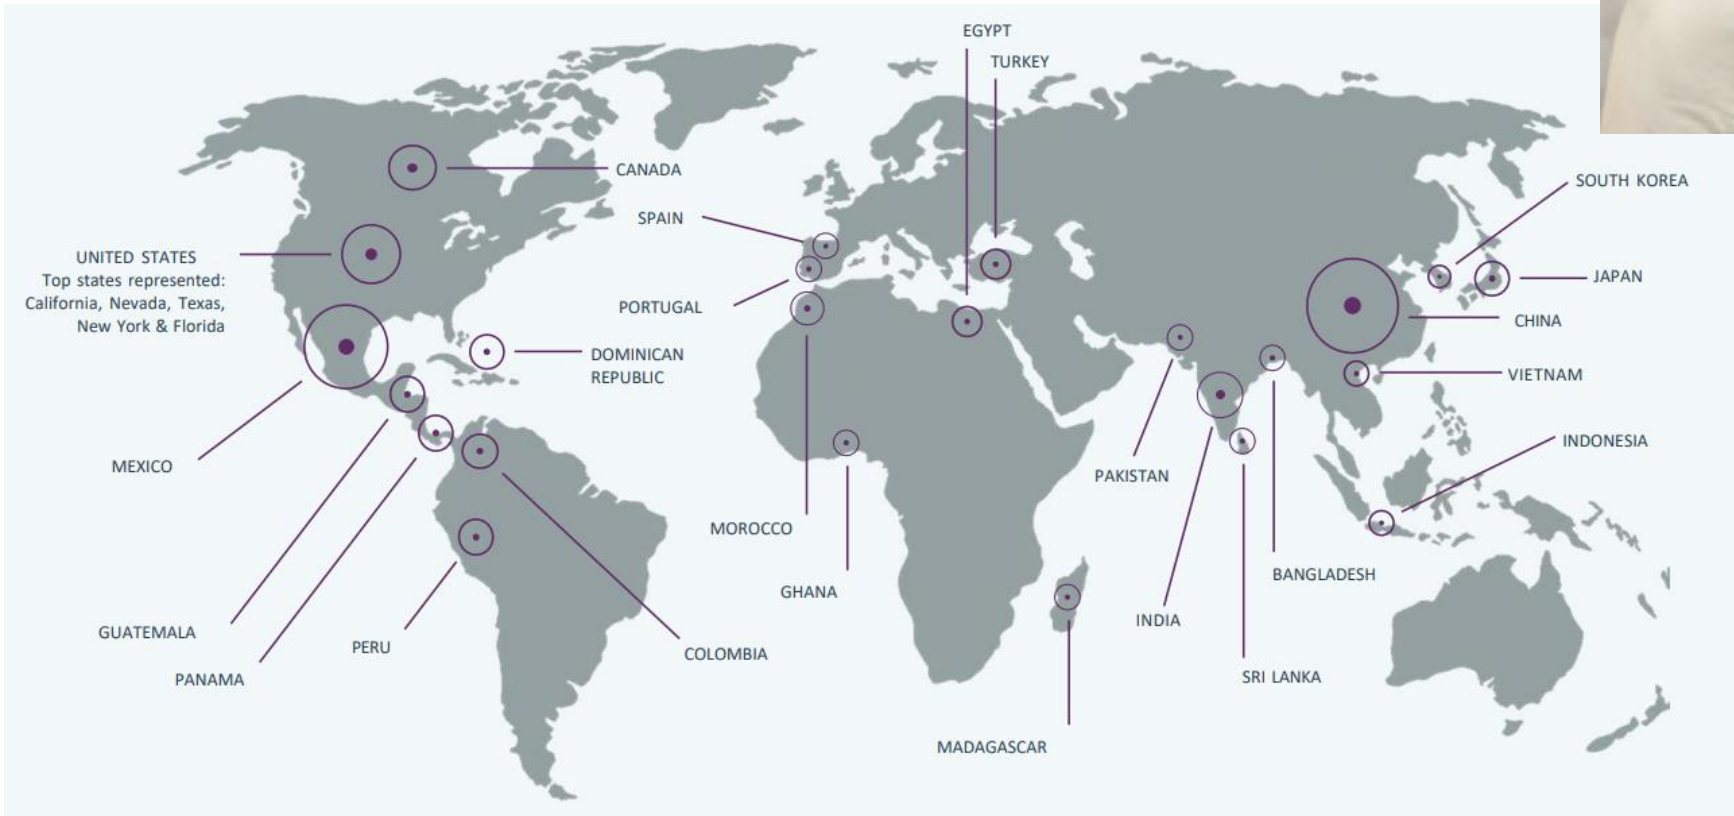 EGYPT
TURKEY
CANADA
SOUTH KOREA
SPAIN
UNITED STATES
Top states represented:
California, Nevada, Texas,
New York & Florida
JAPAN
PORTUGAL
CHINA
DOMINICAN
REPUBLIC
VIETNAM
MEXICO
INDONESIA
PAKISTAN
MOROCCO
BANGLADESH
GHANA
INDIA
GUATEMALA
PERU
COLOMBIA
PANAMA
SRI LANKA
MADAGASCAR